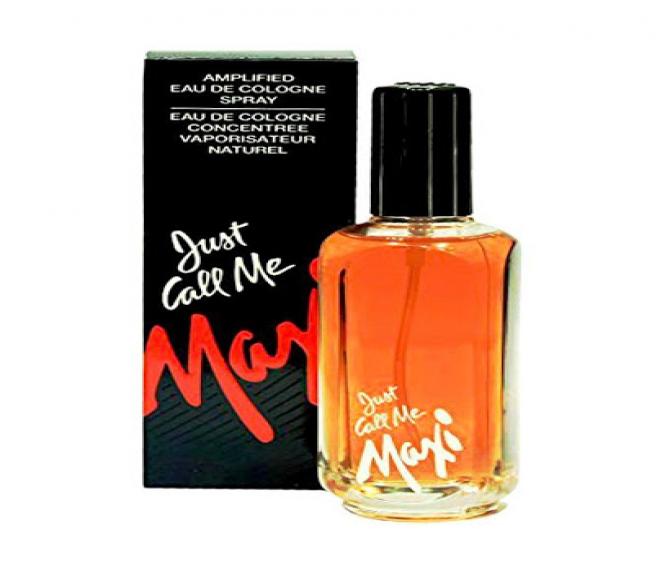 AMPLIFIED
EAU DE COLOGNE
SPRAY
EAU DE COLOGNE
CONCENTREE
VAPORISATEUR
NATUREL
Just
Call Me
Maxi
Just
Call Me
Maxi